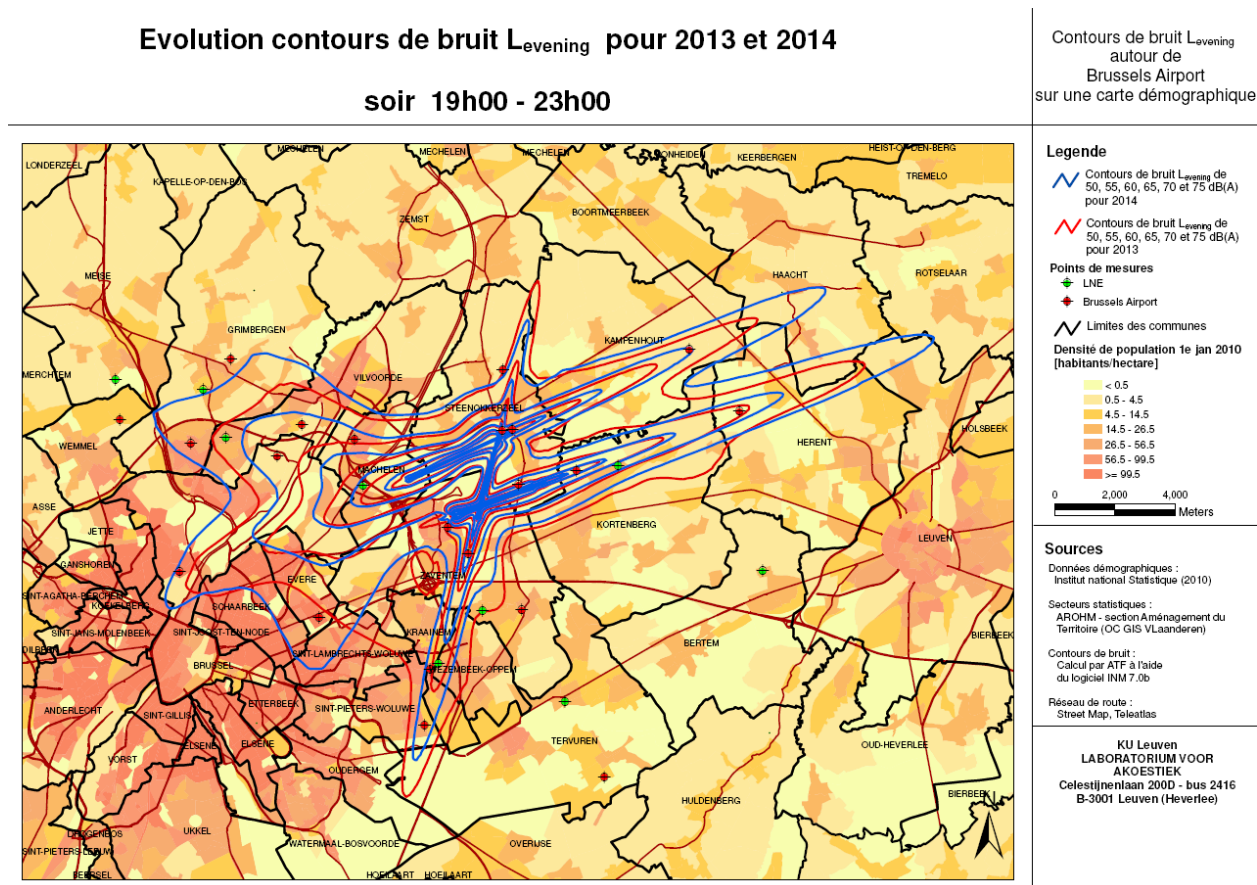 Evolution contours de bruit Levening pour 2013 et 2014
soir 19h00 - 23h00
Contours de bruit Levening
autour de
Brussels Airport
sur une carte démographique
Legende
Contours de bruit Levening de
50, 55, 60, 65, 70 et 75 dB(A)
pour 2014
Contours de bruit Levening de
50, 55, 60, 65, 70 et 75 dB(A)
pour 2013
Points de mesures
LNE
Brussels Airport
Limites des communes
Densité de population 1e jan 2010
[habitants/hectare]
< 0.5
0.5 - 4.5
4.5 - 14.5
14.5 - 26.5
26.5 - 56.5
56.5 - 99.5
>= 99.5
0 2,000 4,000
Meters
Sources
Données démographiques :
Institut national Statistique (2010)
Secteurs statistiques :
AROHM - section Aménagement du
Territoire (OC GIS VLaanderen)
Contours de bruit :
Calcul par ATF à l'aide
du logiciel INM 7.0b
Réseau de route :
Street Map, Teleatlas
KU Leuven
LABORATORIUM VOOR
AKOESTIEK
Celestijnenlaan 200D - bus 2416
B-3001 Leuven (Heverlee)
MECHELEN
MECHELEN
MECHELEN
KEERBERGEN
HEIST-OP-DEN-BERG
TREMELO
LONDERZEEL
KAPELLE-OP-DEN-BOS
ZEMST
BOORTMEERBEEK
MEISE
HAACHT
ROTSELAAR
GRIMBERGEN
KAMPENHOUT
MERCHTEM
VILVOORDE
STEENOKKERZEEL
WEMMEL
HERENT
HOLSBEEK
MACHELEN
ASSE
KORTENBERG
JETTE
LEUVEN
GANSHOREN
EVERE
ZAVENTEM
SINT-AGATHA-BERCHEM
KOEKELBERG
SCHAARBEEK
SINT-JANS-MOLENBEEK
SINT-JOOST-TEN-NODE
KRAAINEM
BERTEM
BIERBEEK
SINT-LAMBRECHTS-WOLUWE
BRUSSEL
WEZEMBEEK-OPPEM
ETTERBEEK
ANDERLECHT
SINT-GILLIS
SINT-PIETERS-WOLUWE
ELSENE
ELSENE
TERVUREN
OUD-HEVERLEE
VORST
OUDERGEM
HULDENBERG
BIERBEEK
DROGENBOS
UKKEL
SINT-PIETERS-LEEUW
WATERMAAL-BOSVOORDE
OVERIJSE
BEERSEL
HOEILAART
HOEILAART